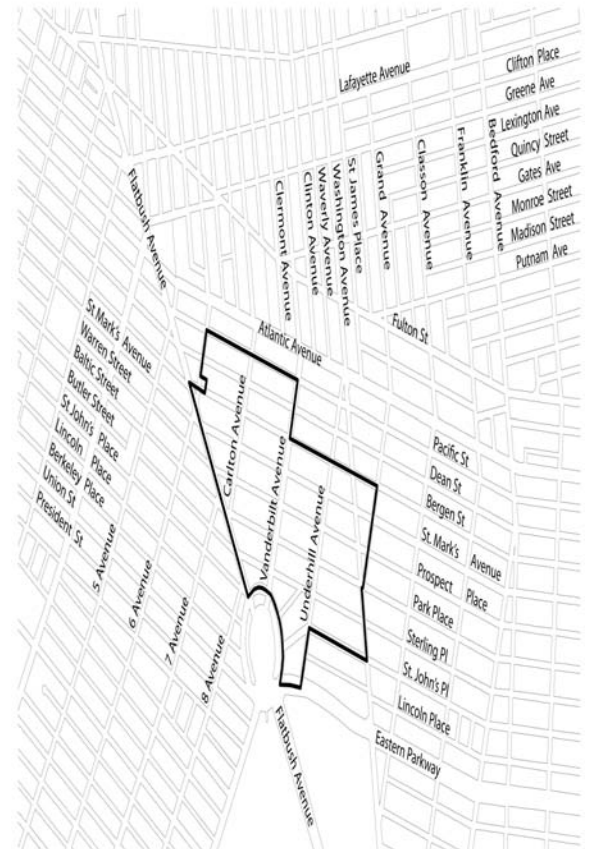 Clifton Place
Lafayette Avenue
Greene Ave
Lexington Ave
Quincy Street
Gates Ave
Monroe Street
Madison Street
Putnam Ave
Bedford Avenue
Franklin Avenue
Classon Avenue
Grand Avenue
St James Place
Washington Avenue
Waverly Avenue
Clinton Avenue
Clermont Avenue
Flatbush Avenue
Fulton St
Atlantic Avenue
St Mark's Avenue
Warren Street
Baltic Street
Butler Street
St John's Place
Lincoln Place
Berkeley Place
Union St
President St
5 Avenue
6 Avenue
7 Avenue
8 Avenue
Carlton Avenue
Vanderbilt Avenue
Underhill Avenue
Pacific St
Dean St
Bergen St
St. Mark's Avenue
Prospect Place
Park Place
Sterling Pl
St. John's Pl
Lincoln Place
Eastern Parkway
Flatbush Avenue